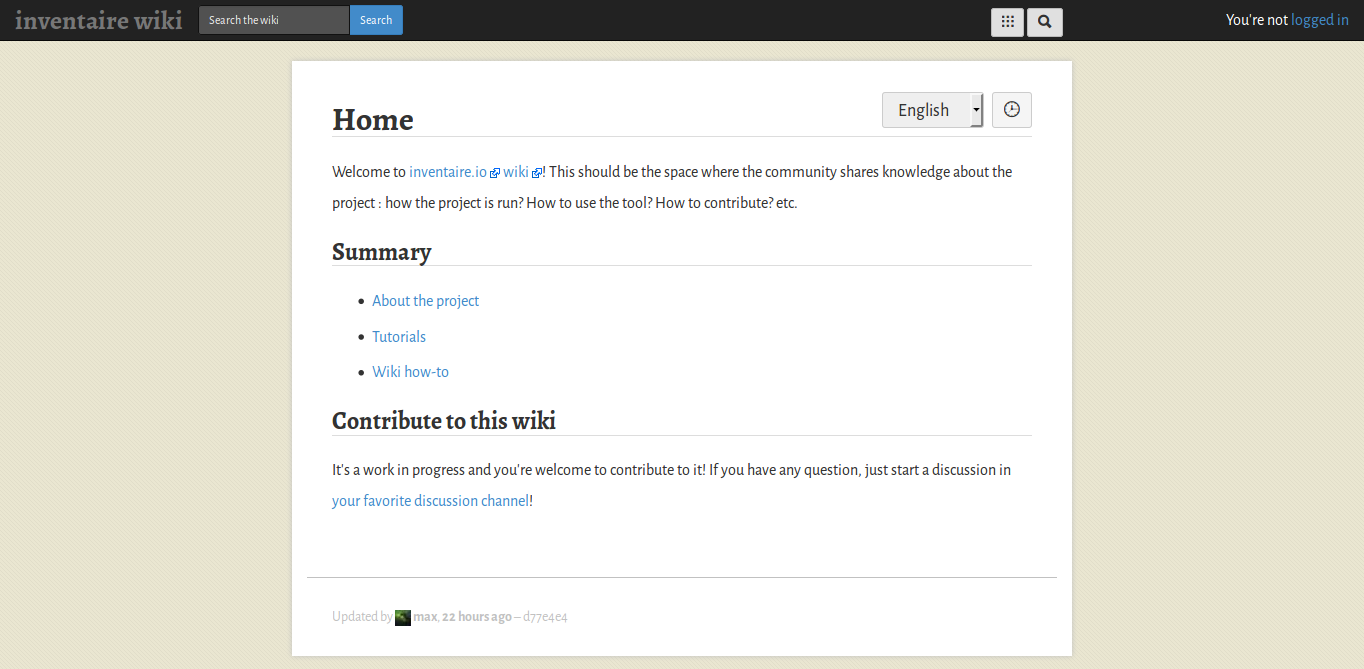 inventaire wiki
Search the wiki
Search
You're not logged in
Home
English
Welcome to inventaire.io wiki! This should be the space where the community shares knowledge about the
project : how the project is run? How to use the tool? How to contribute? etc.
Summary
About the project
Tutorials
Wiki how-to
Contribute to this wiki
It's a work in progress and you're welcome to contribute to it! If you have any question, just start a discussion in
your favorite discussion channel!
Updated by max, 22 hours ago – d77e4e4